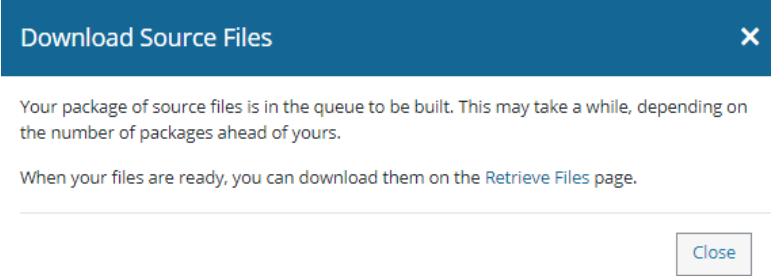 Download Source Files
Your package of source files is in the queue to be built. This may take a while, depending on
the number of packages ahead of yours.
When your files are ready, you can download them on the Retrieve Files page.
Close